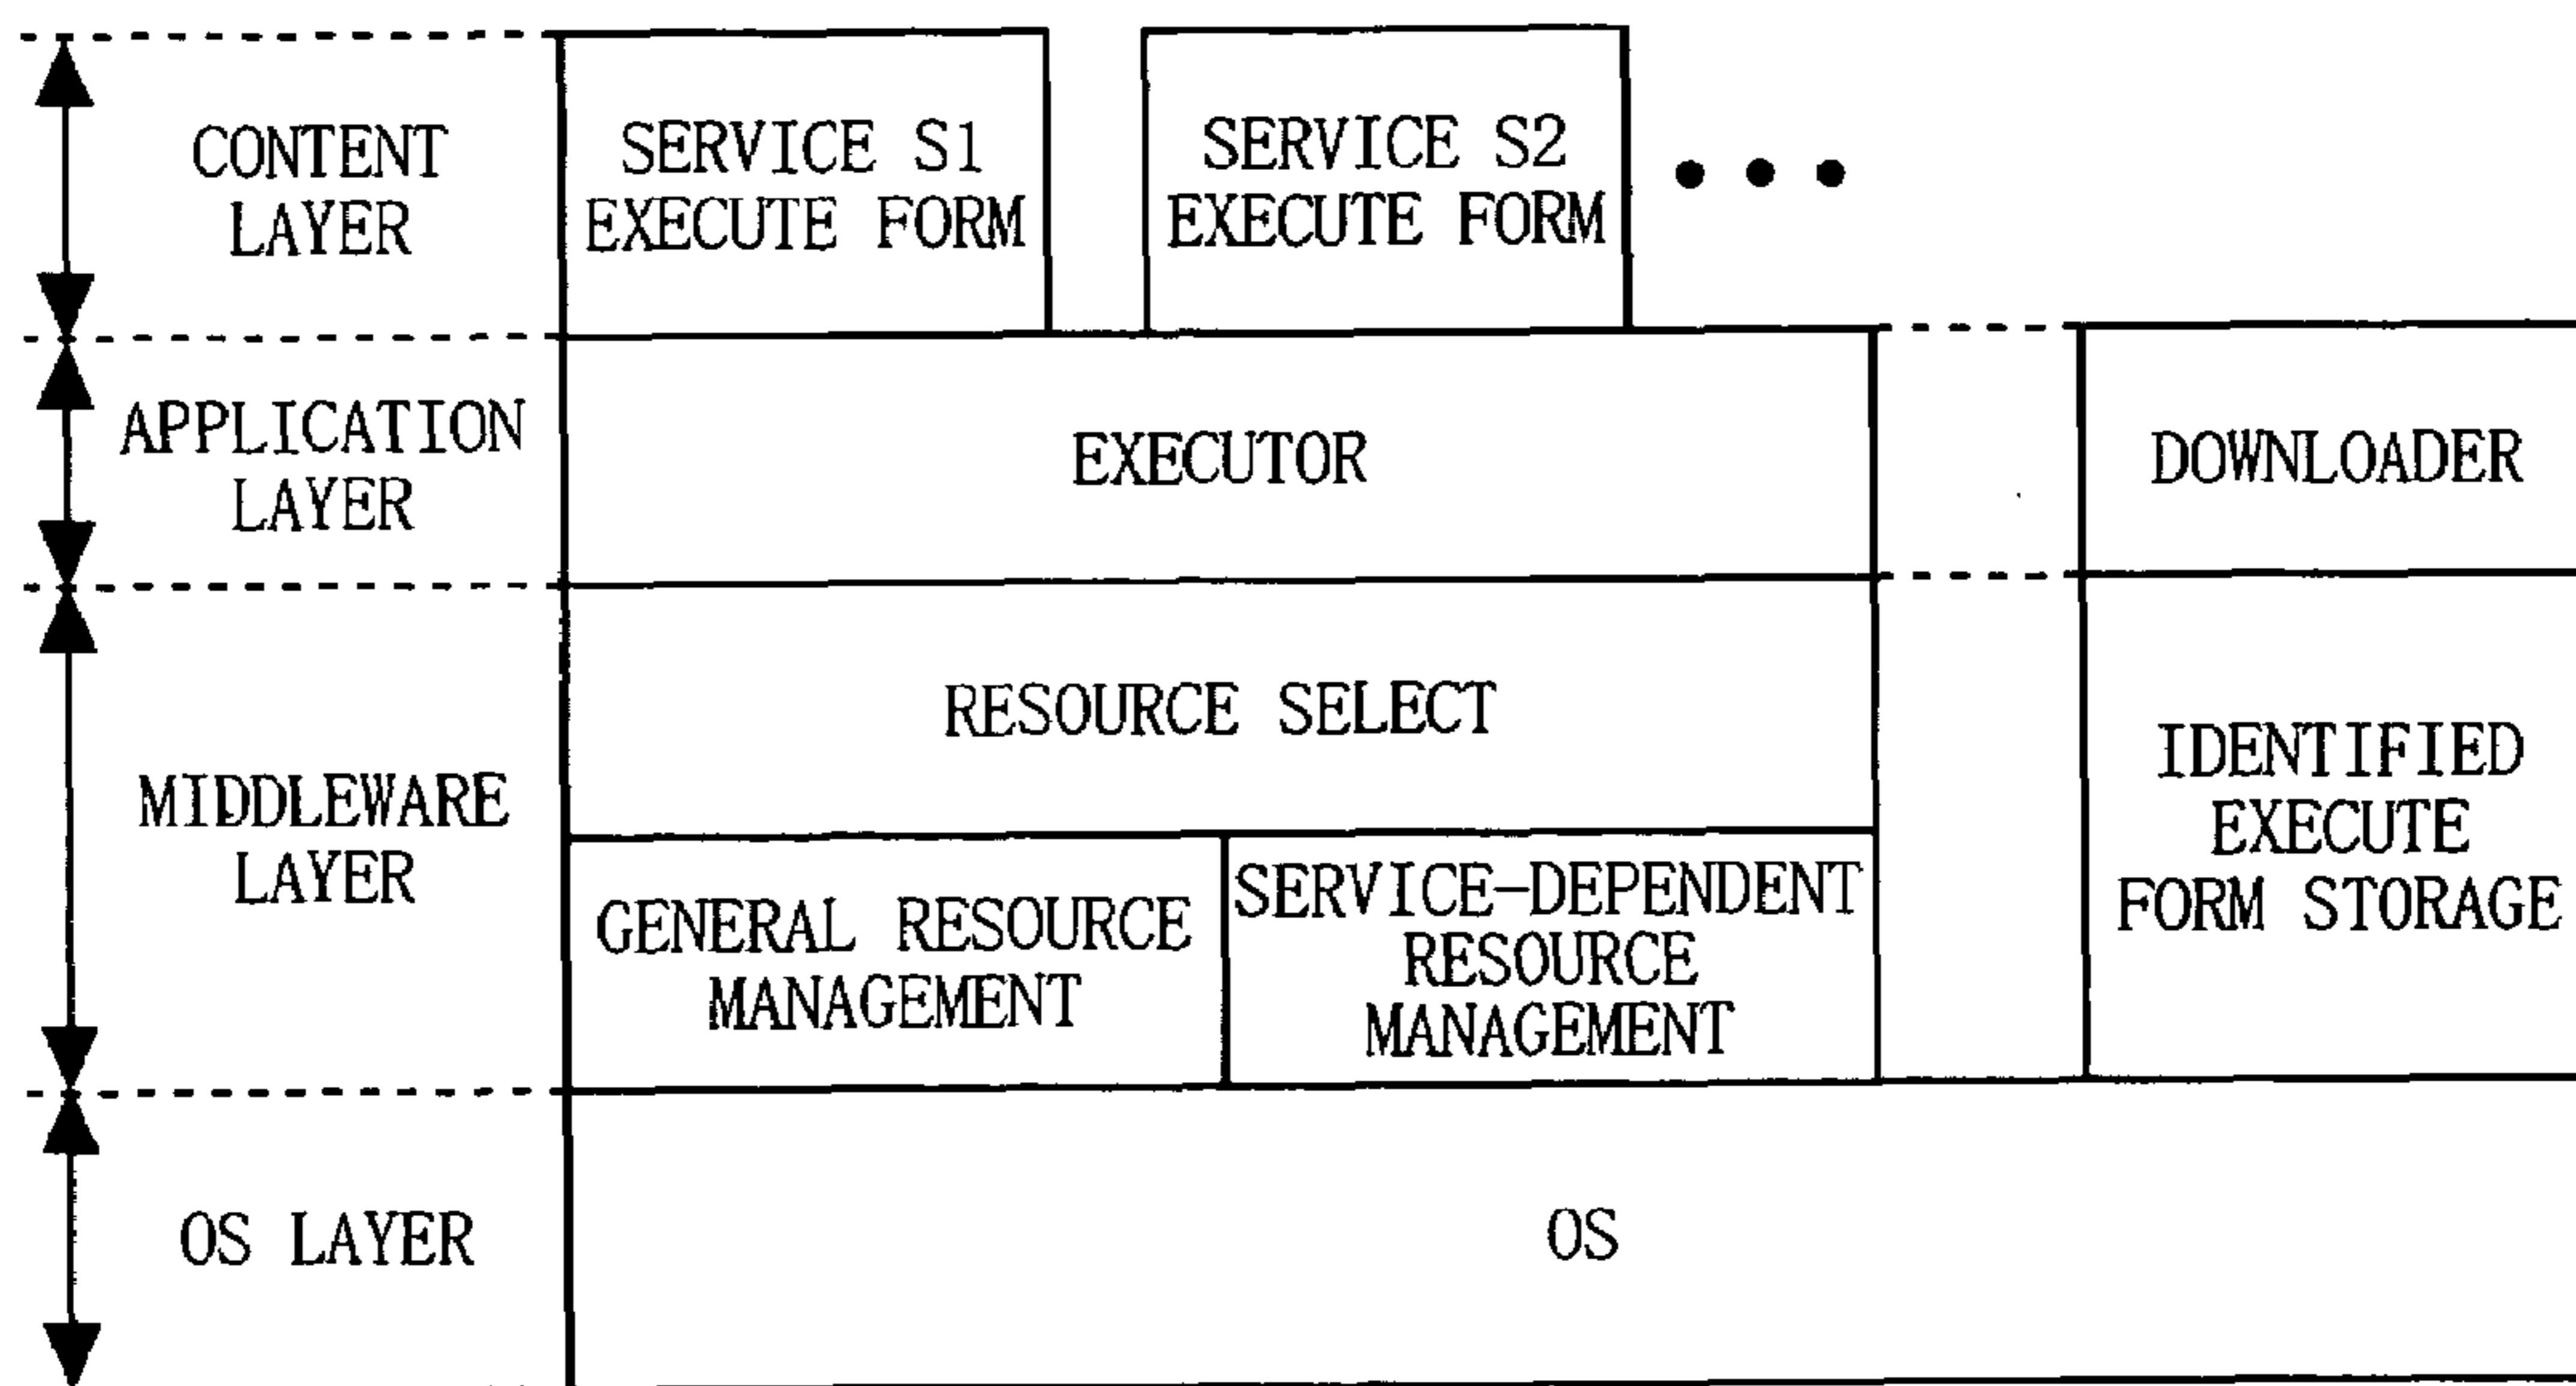 CONTENT
LAYER
SERVICE S1
EXECUTE FORM
SERVICE S2
EXECUTE FORM
• • •
APPLICATION
LAYER
EXECUTOR
DOWNLOADER
MIDDLEWARE
LAYER
RESOURCE SELECT
GENERAL RESOURCE
MANAGEMENT
SERVICE-DEPENDENT
RESOURCE
MANAGEMENT
IDENTIFIED
EXECUTE
FORM STORAGE
OS LAYER
OS